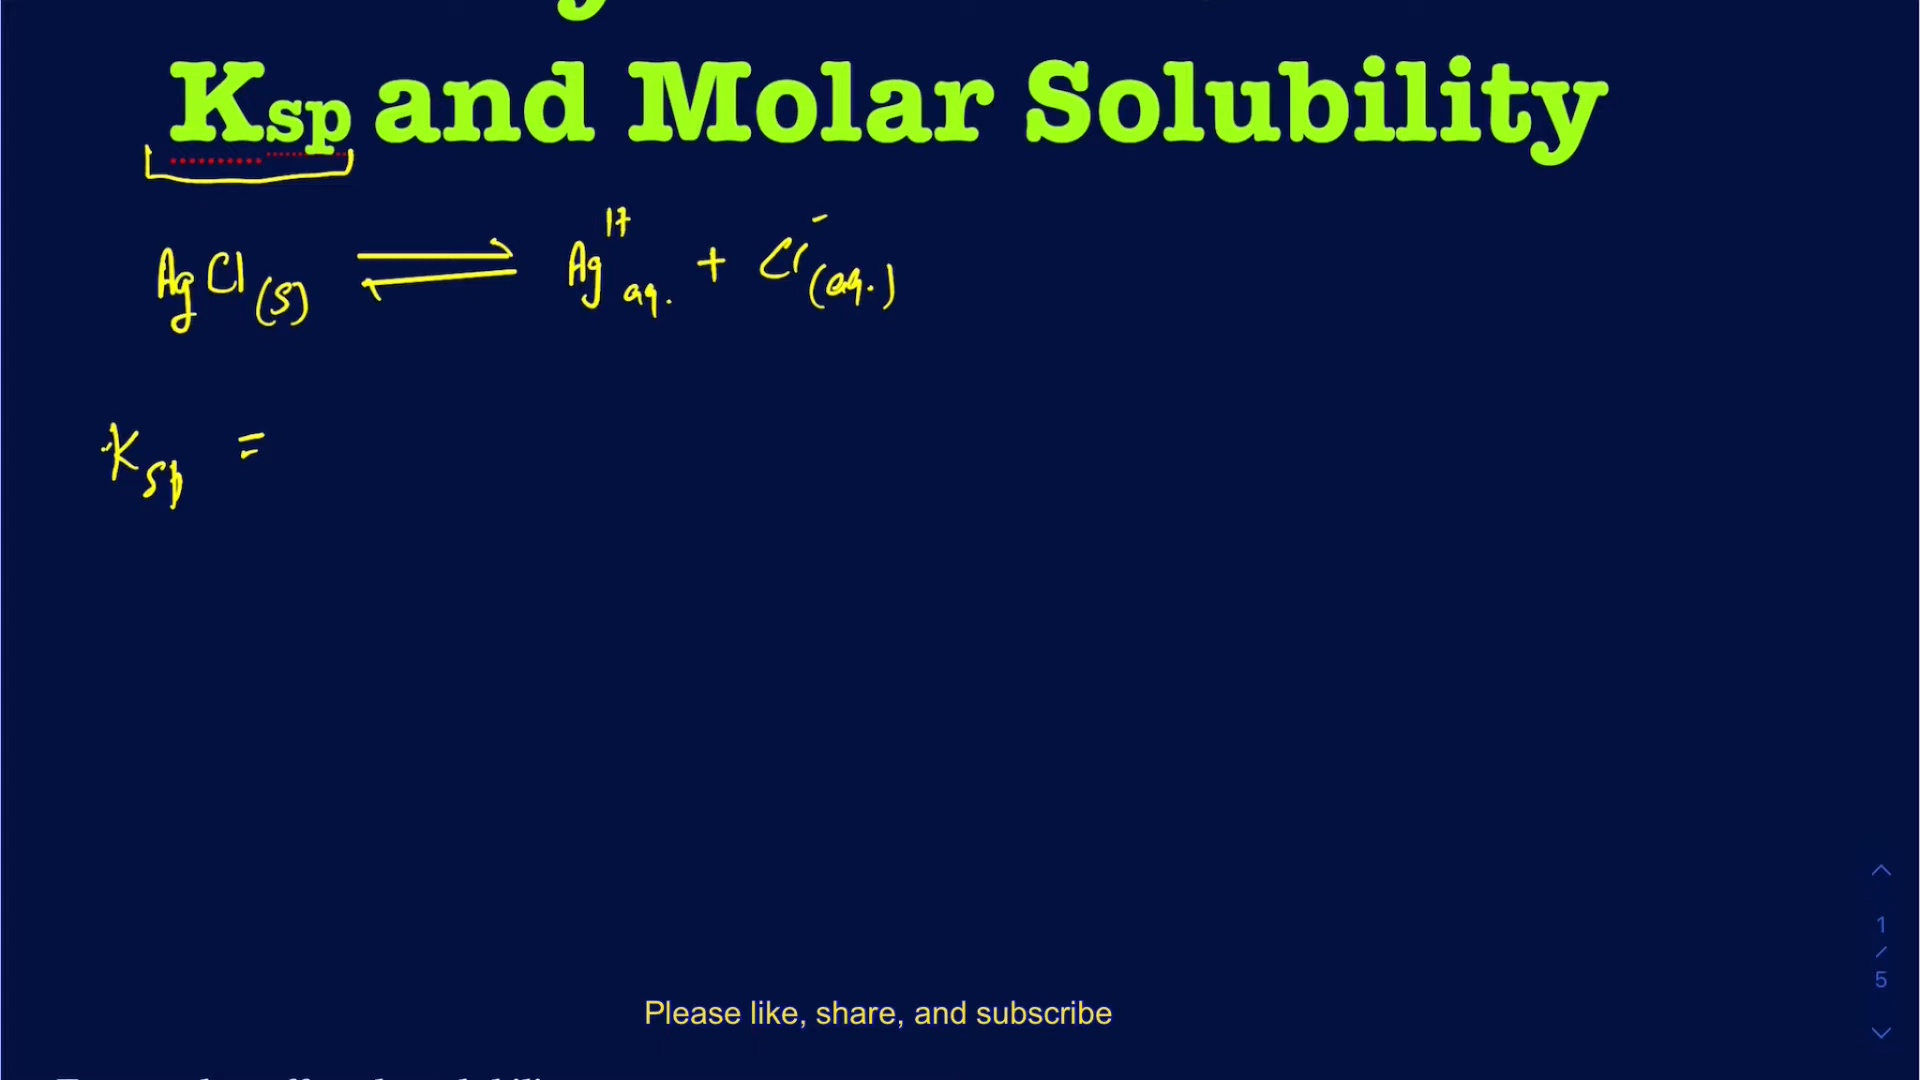 Ksp and Molar Solubility
AgCl(s) ⇌ Ag¹⁺ aq. + Cl⁻(aq.)
Ksp =
1
/
5
Please like, share, and subscribe